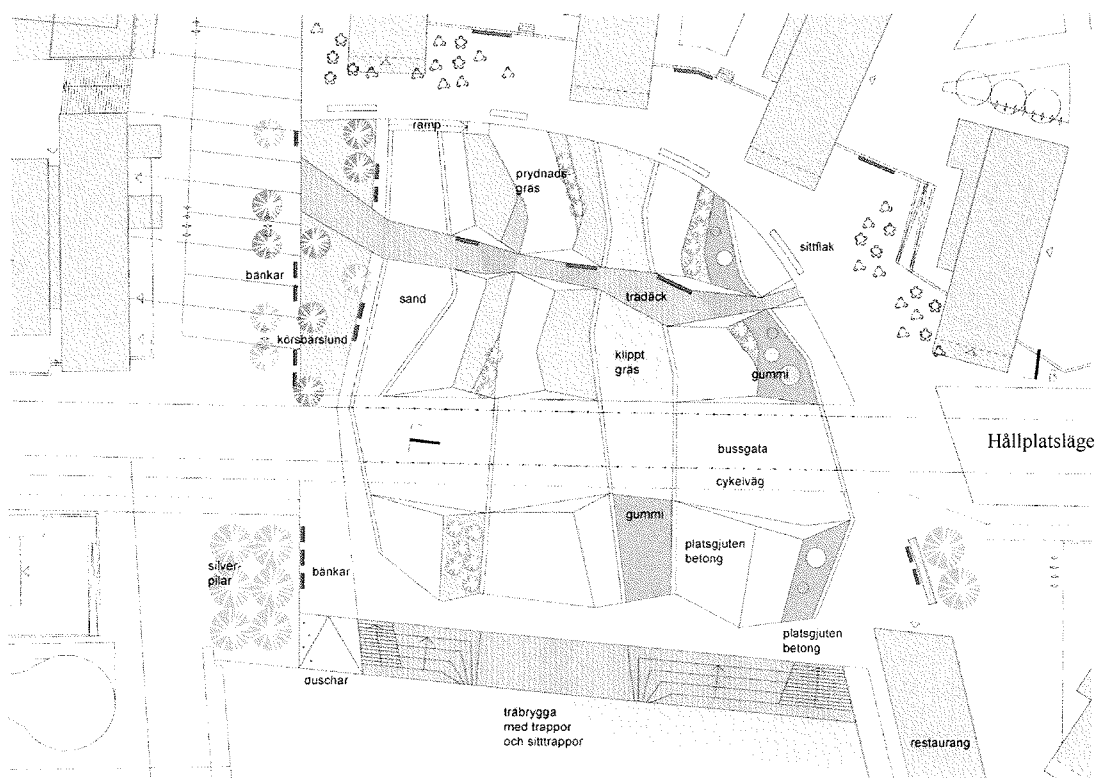 ramp
prydnads
gräs
sittflak
bänkar
sand
trädäck
körsbärslund
klippt
gräs
gummi
Hållplatsläge
bussgata
cykelväg
gummi
silver-
pilar
bänkar
platsgjuten
betong
platsgjuten
betong
duschar
träbrygga
med trappor
och sitttrappor
restaurang